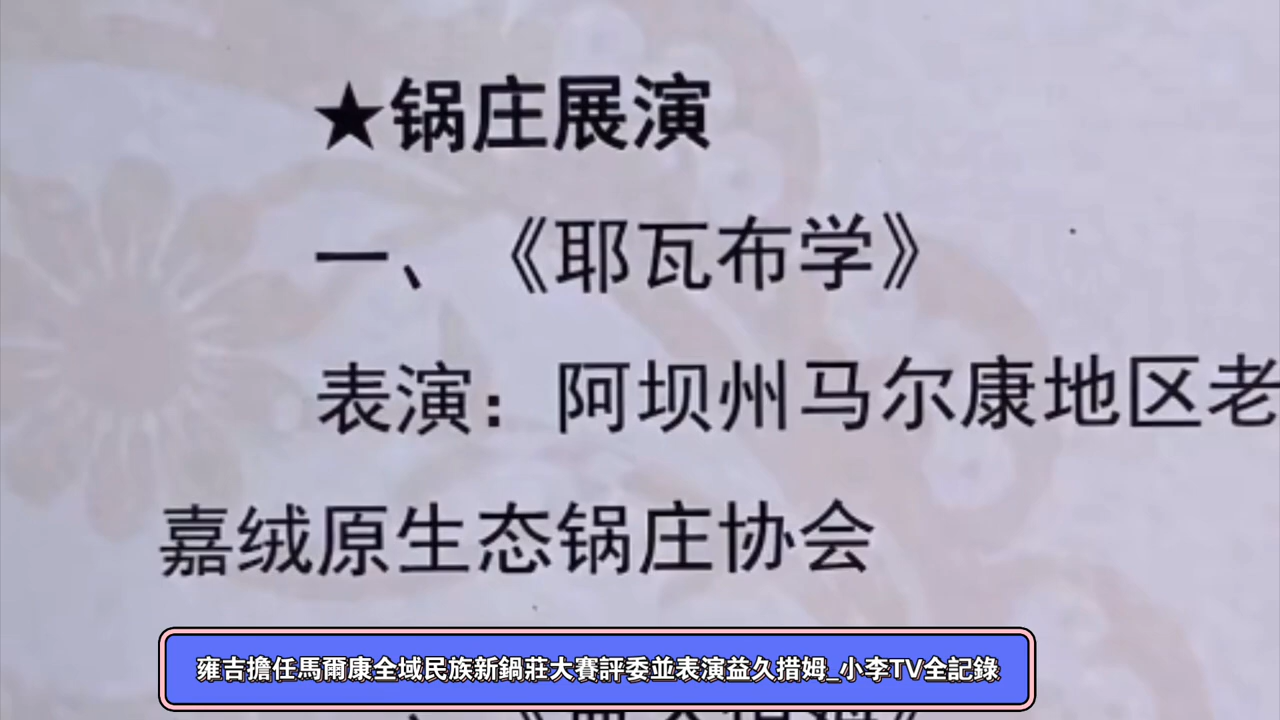 ★锅庄展演
一、《耶瓦布学》
表演：阿坝州马尔康地区老
嘉绒原生态锅庄协会
雍吉擔任馬爾康全域民族新鍋莊大賽評委並表演益久措姆_小李TV全記錄